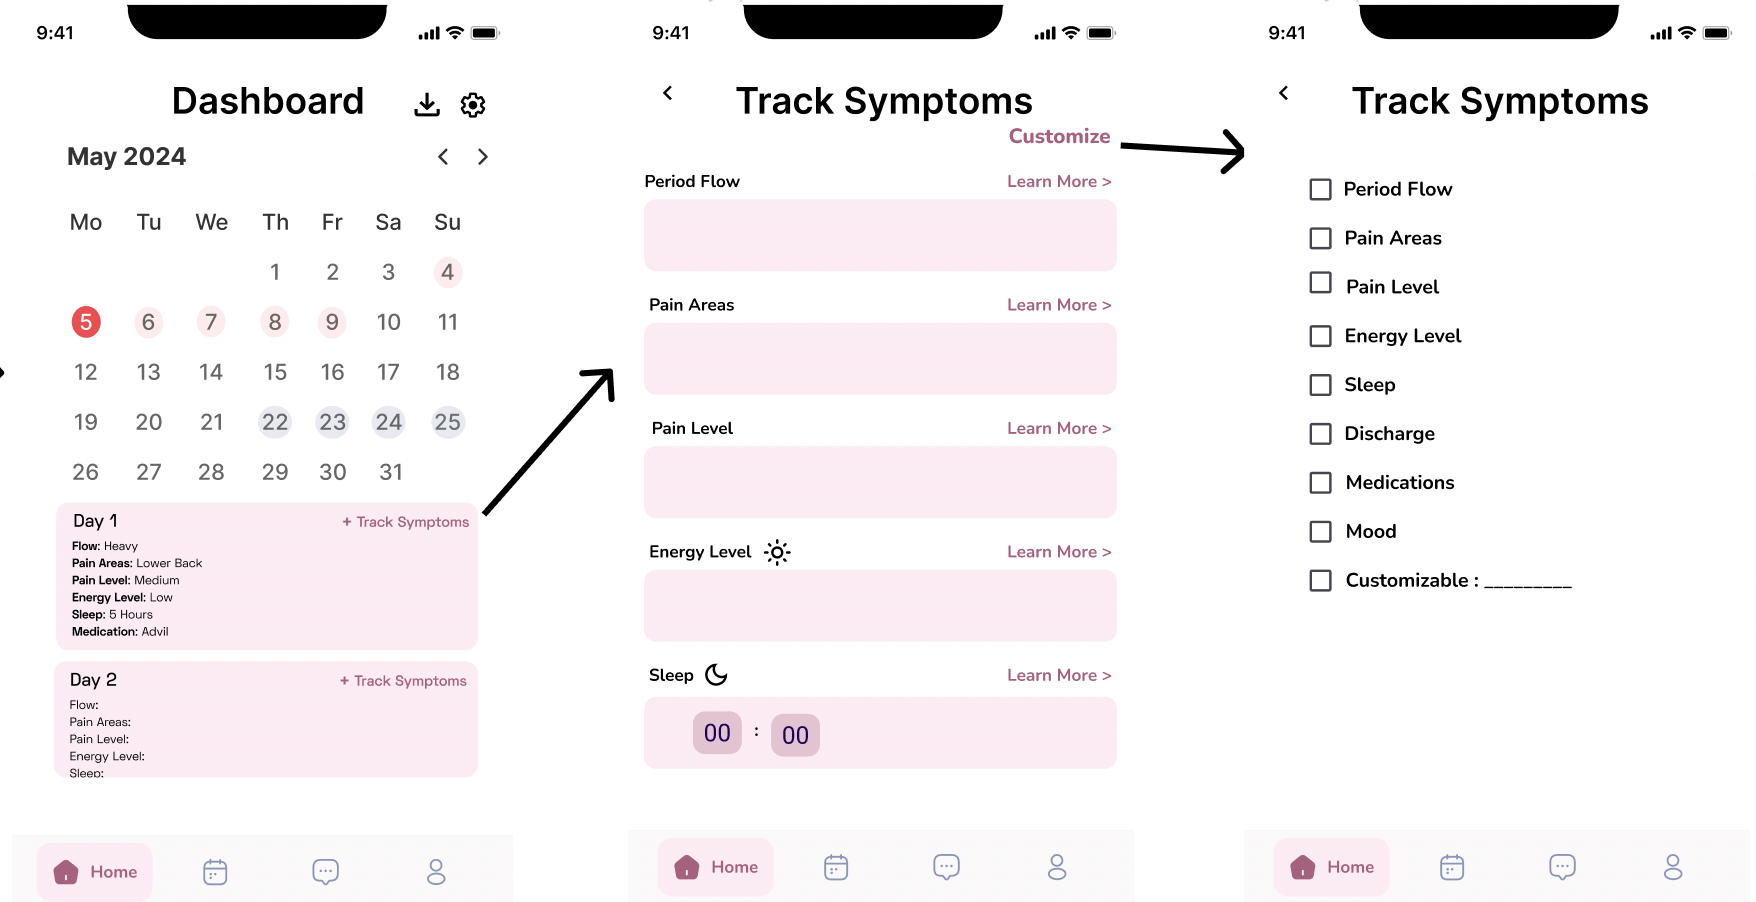 9:41
Dashboard
May 2024
Mo Tu We Th Fr Sa Su
1 2 3 4
5 6 7 8 9 10 11
12 13 14 15 16 17 18
19 20 21 22 23 24 25
26 27 28 29 30 31
Day 1 + Track Symptoms
Flow: Heavy
Pain Areas: Lower Back
Pain Level: Medium
Energy Level: Low
Sleep: 5 Hours
Medication: Advil
Day 2 + Track Symptoms
Flow:
Pain Areas:
Pain Level:
Energy Level:
Sleep:
Home
9:41
Track Symptoms
Customize
Period Flow Learn More >
Pain Areas Learn More >
Pain Level Learn More >
Energy Level Learn More >
Sleep Learn More >
00 : 00
Home
9:41
Track Symptoms
Period Flow
Pain Areas
Pain Level
Energy Level
Sleep
Discharge
Medications
Mood
Customizable : _________
Home